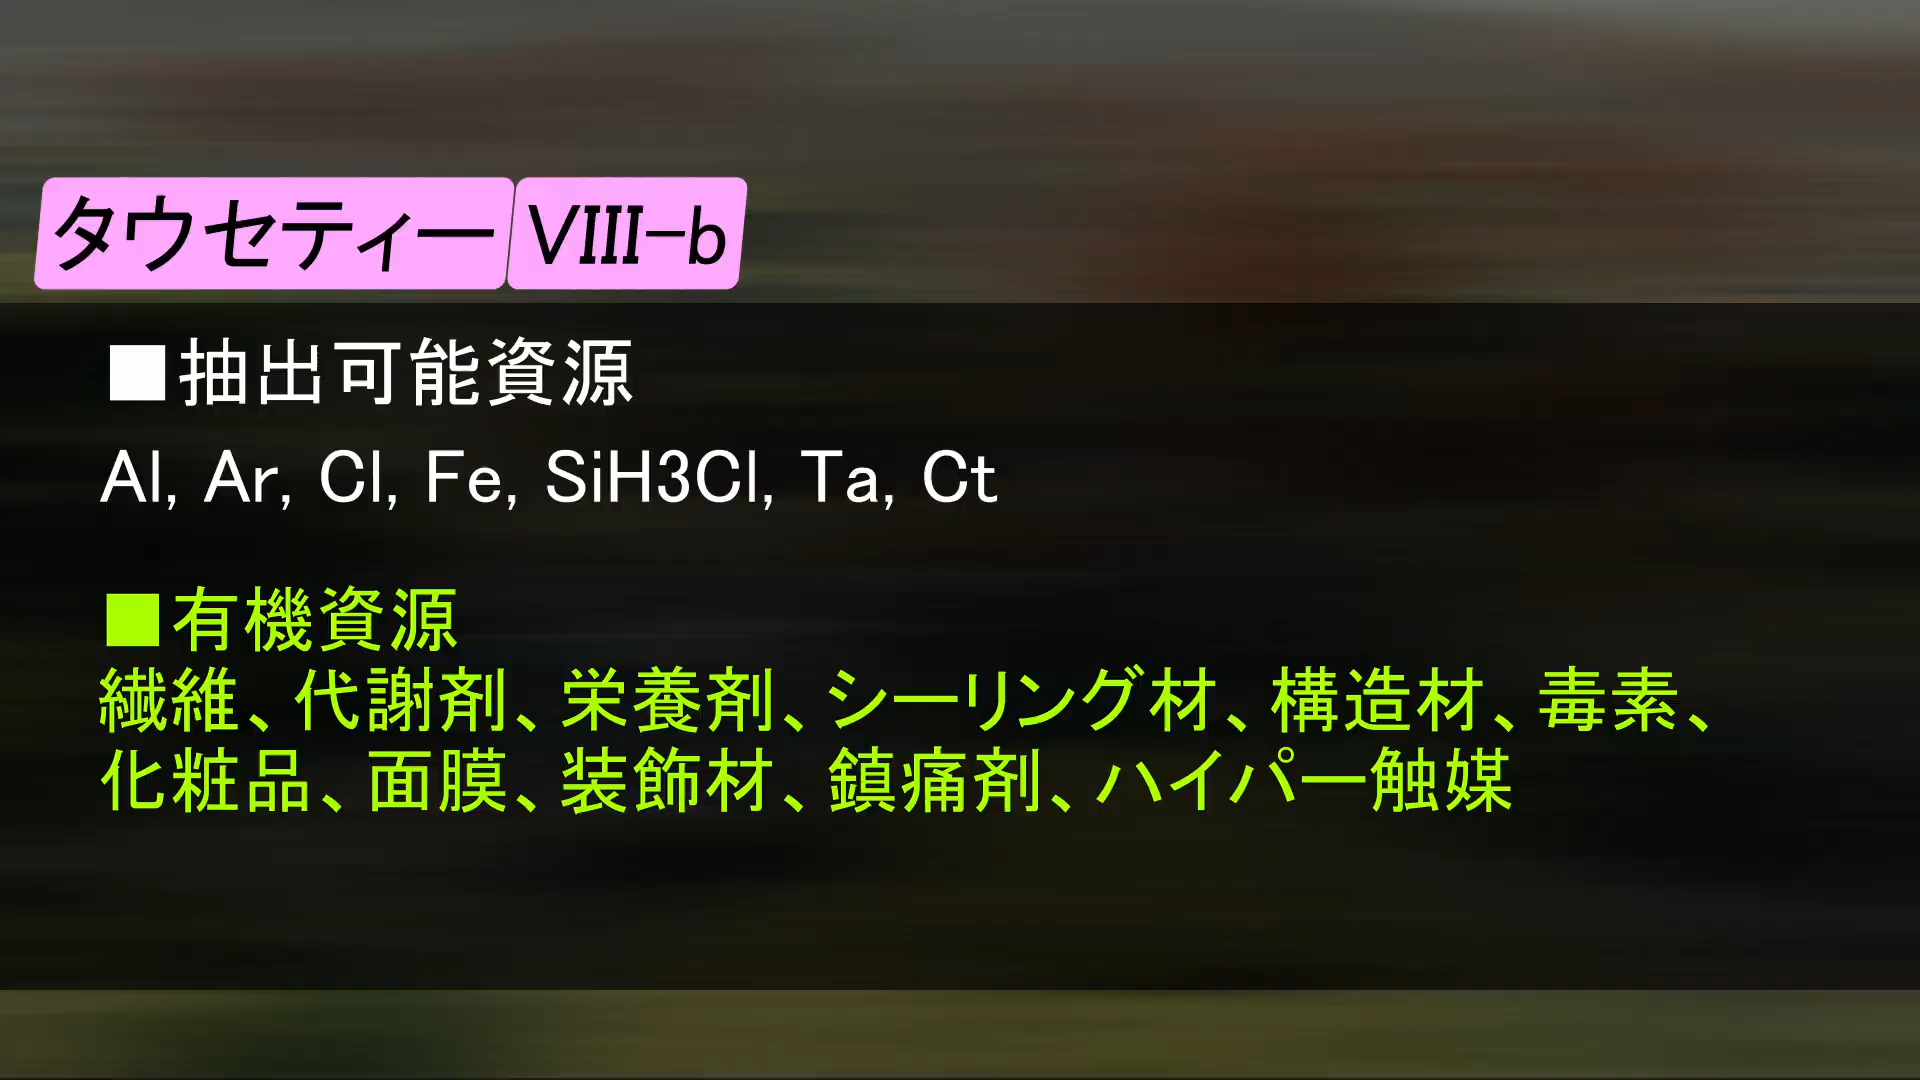 タウセティー VIII-b
■抽出可能資源
Al, Ar, Cl, Fe, SiH3Cl, Ta, Ct
■有機資源
繊維、代謝剤、栄養剤、シーリング材、構造材、毒素、
化粧品、面膜、装飾材、鎮痛剤、ハイパー触媒